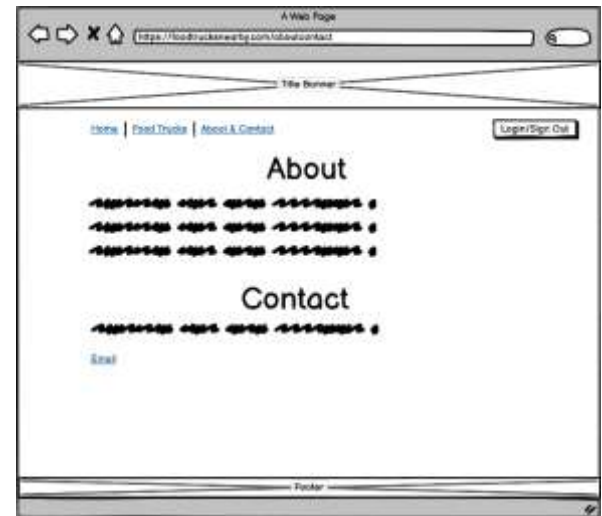 A Web Page
https://foodtrucksnearby.com/aboutcontact
Title Banner
Home | Food Trucks | About & Contact
Login/Sign Out
About
Contact
Email
Footer